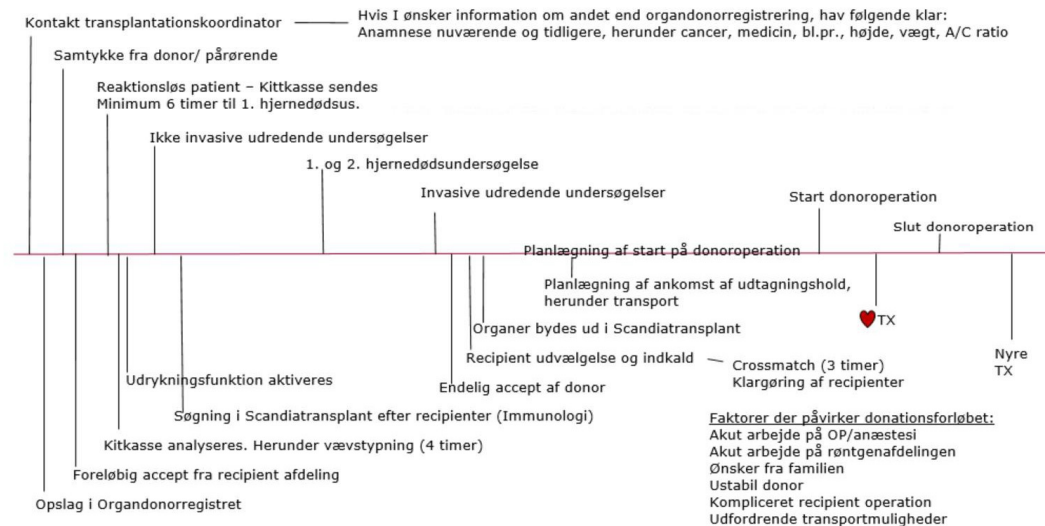 Kontakt transplantationskoordinator
Hvis I ønsker information om andet end organdonorregistrering, hav følgende klar:
Anamnese nuværende og tidligere, herunder cancer, medicin, bl.pr., højde, vægt, A/C ratio
Samtykke fra donor/ pårørende
Reaktionsløs patient – Kittkasse sendes
Minimum 6 timer til 1. hjernedødsus.
Ikke invasive udredende undersøgelser
1. og 2. hjernedødsundersøgelse
Invasive udredende undersøgelser
Start donoroperation
Slut donoroperation
Planlægning af start på donoroperation
Planlægning af ankomst af udtagningshold,
herunder transport
TX
Organer bydes ud i Scandiatransplant
Recipient udvælgelse og indkald
Crossmatch (3 timer)
Klargøring af recipienter
Nyre
TX
Udrykningsfunktion aktiveres
Endelig accept af donor
Søgning i Scandiatransplant efter recipienter (Immunologi)
Kitkasse analyseres. Herunder vævstypning (4 timer)
Foreløbig accept fra recipient afdeling
Opslag i Organdonorregistret
Faktorer der påvirker donationsforløbet:
Akut arbejde på OP/anæstesi
Akut arbejde på røntgenafdelingen
Ønsker fra familien
Ustabil donor
Kompliceret recipient operation
Udfordrende transportmuligheder